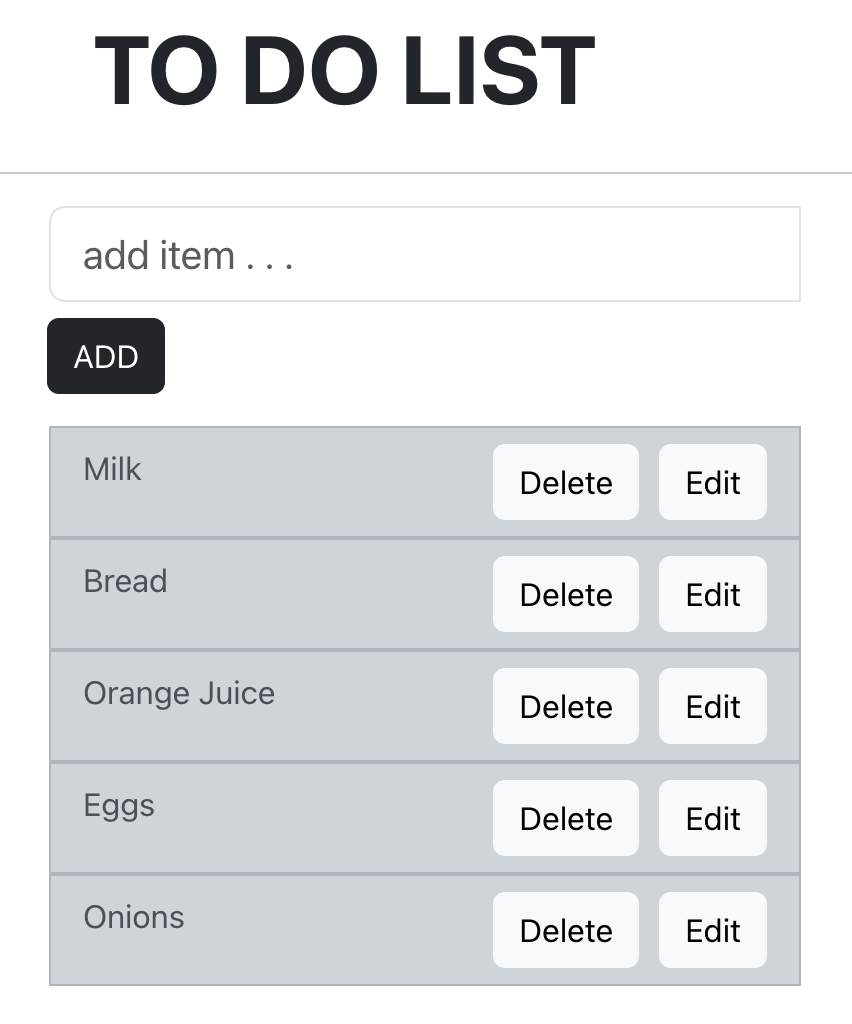 TO DO LIST
add item . . .
ADD
Milk Delete Edit
Bread Delete Edit
Orange Juice Delete Edit
Eggs Delete Edit
Onions Delete Edit